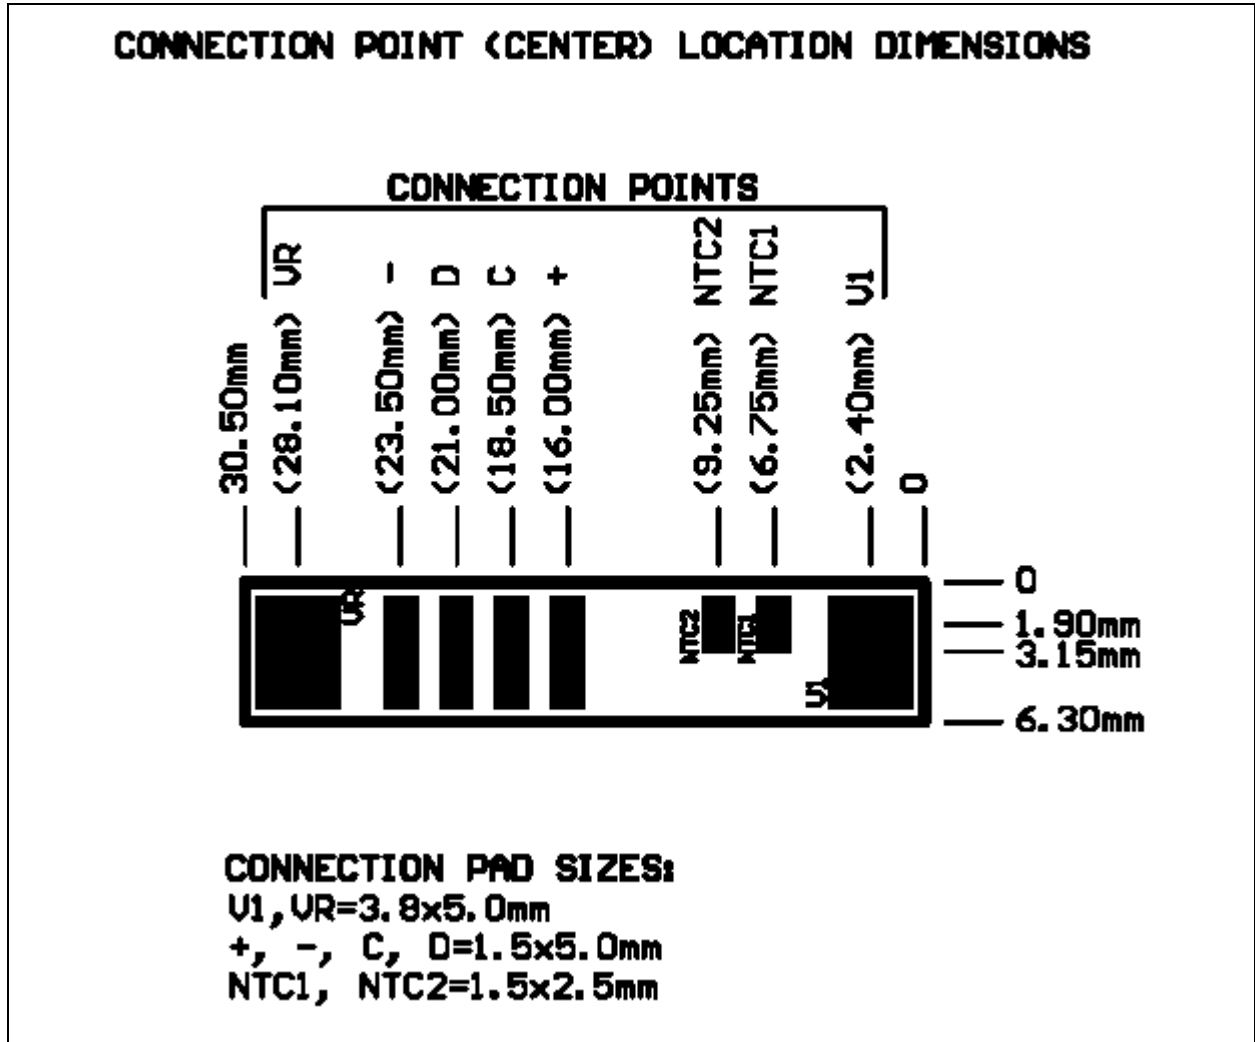 CONNECTION POINT (CENTER) LOCATION DIMENSIONS
CONNECTION POINTS
30.50mm
(28.10mm) VR
(23.50mm) -
(21.00mm) D
(18.50mm) C
(16.00mm) +
(9.25mm) NTC2
(6.75mm) NTC1
(2.40mm) V1
0
VR
NTC2
NTC1
V1
0
1.90mm
3.15mm
6.30mm
CONNECTION PAD SIZES:
V1,VR=3.8x5.0mm
+, -, C, D=1.5x5.0mm
NTC1, NTC2=1.5x2.5mm